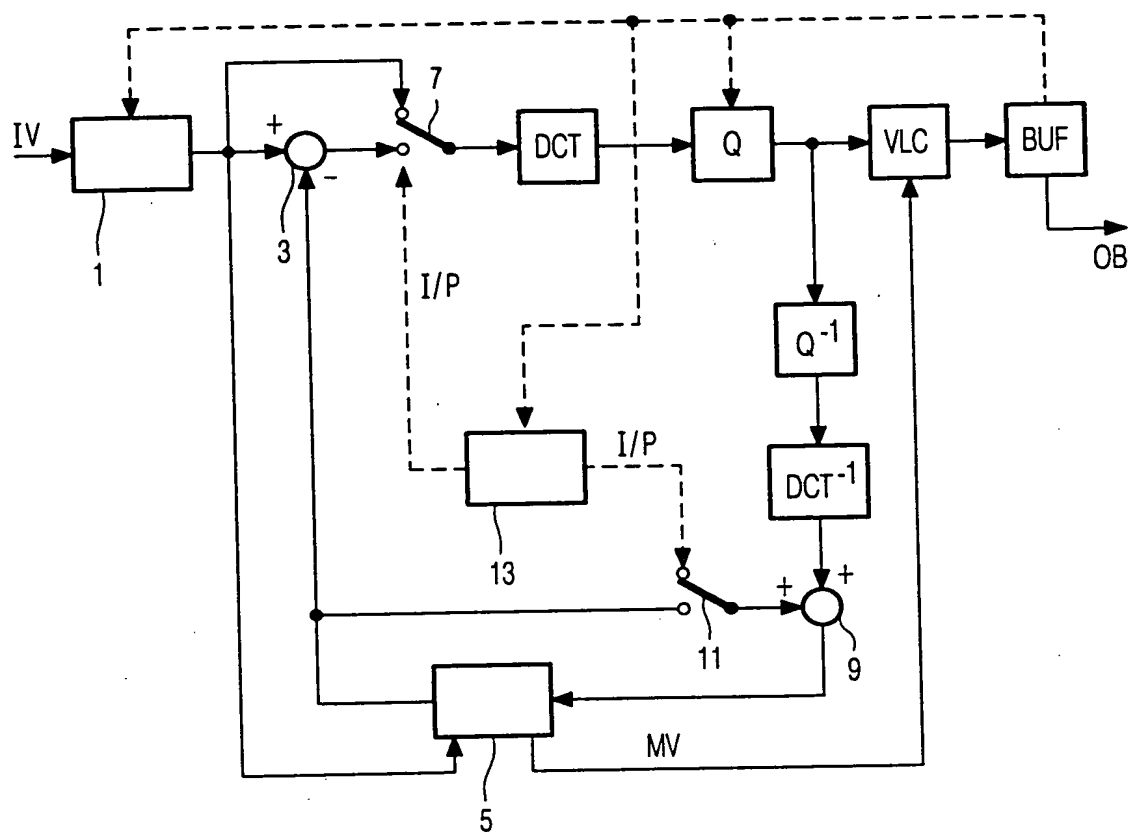 7
IV
+
-
DCT
Q
VLC
BUF
1
3
OB
I/P
Q-1
I/P
DCT-1
13
+
+
11
9
MV
5